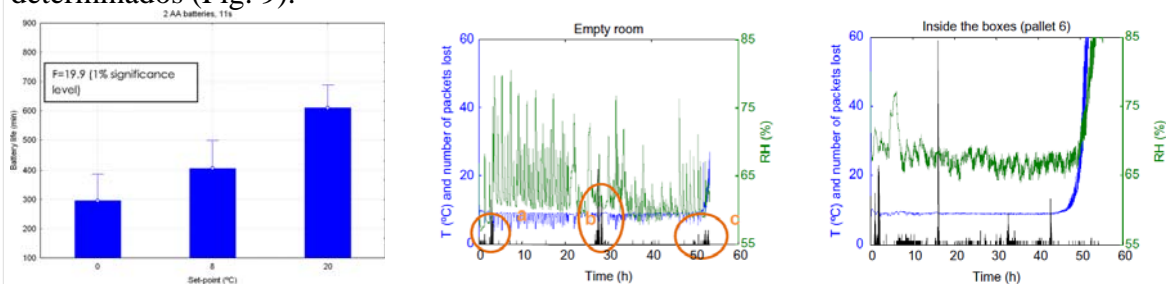 determinados (Fig. 9).
2 AA batteries, 11s
900
800
700
600
500
400
300
200
100
Battery life (min)
F=19.9 (1% significance
level)
0
8
20
Set-point (ºC)
Empty room
T (ºC) and number of packets lost
60
40
20
0
85
75
65
55
RH (%)
a
b
c
0 10 20 30 40 50 60
Time (h)
Inside the boxes (pallet 6)
T (ºC) and number of packets lost
60
40
20
0
85
75
65
55
RH (%)
0 10 20 30 40 50 60
Time (h)